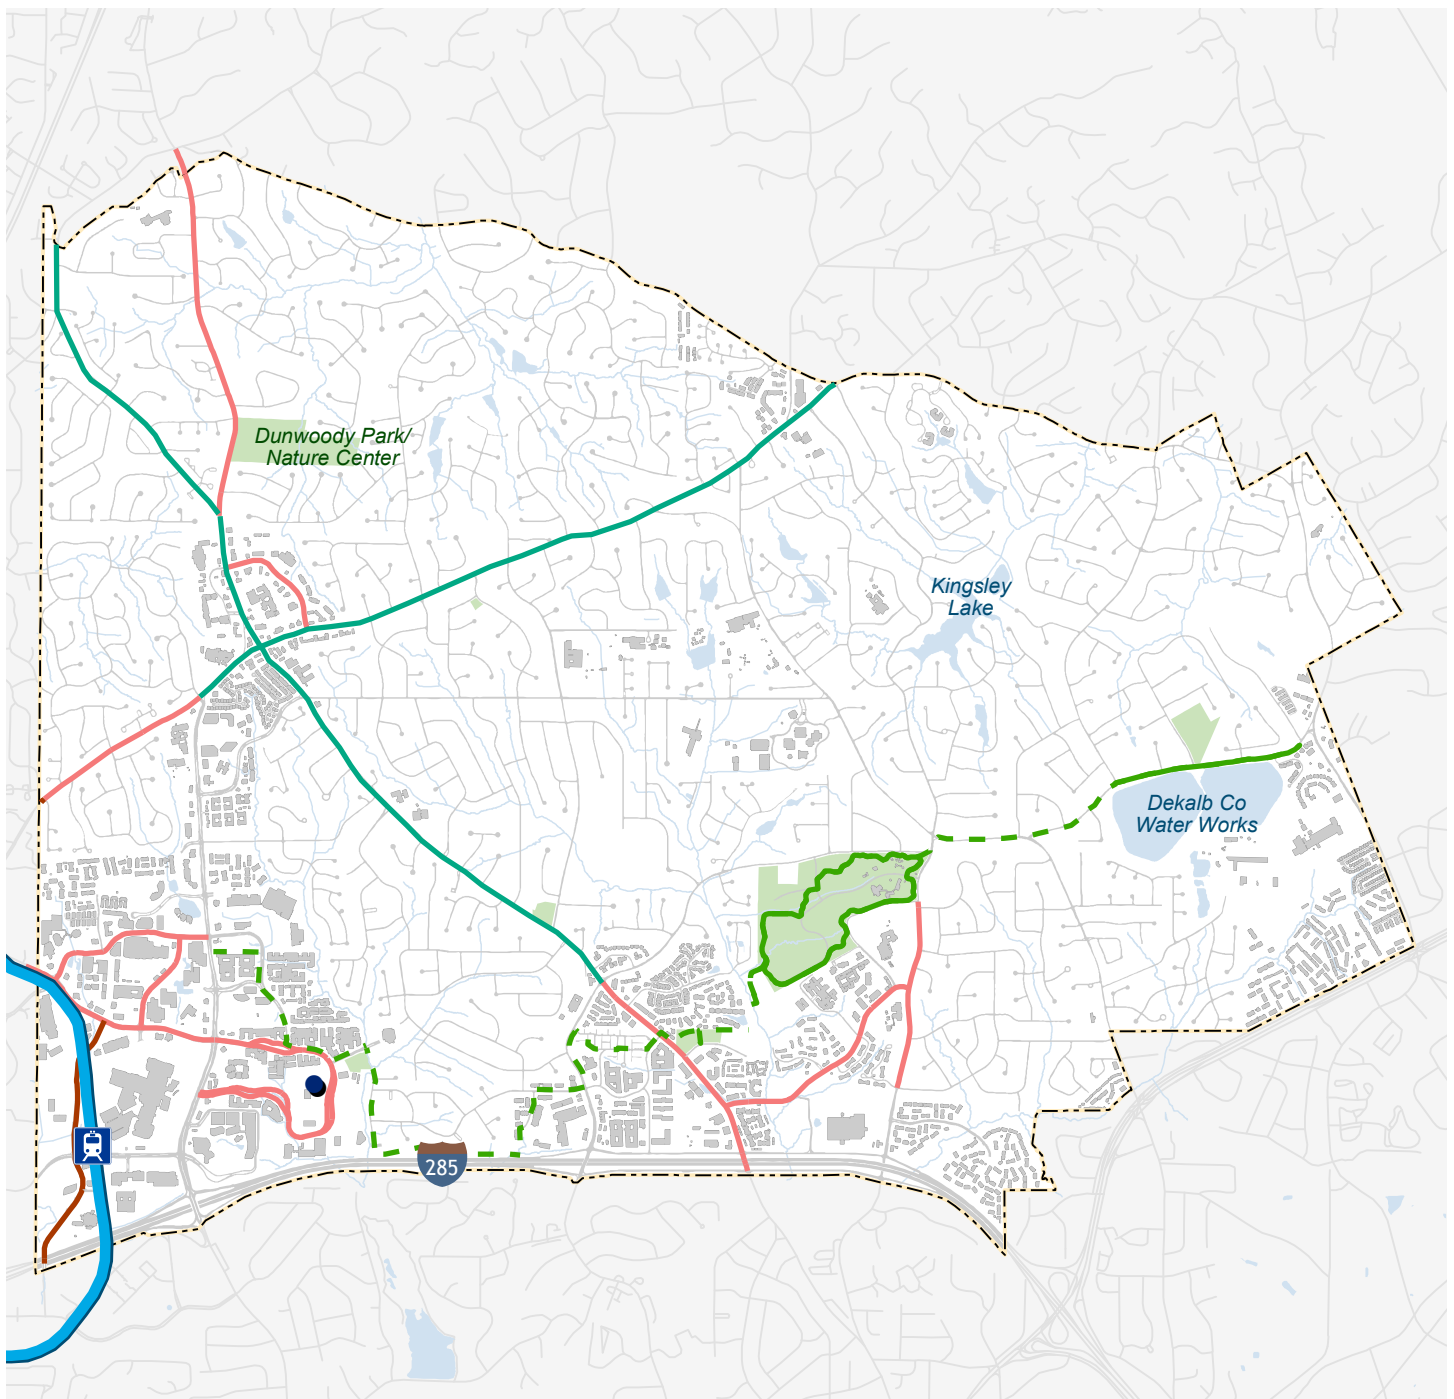 Dunwoody Park/
Nature Center
Kingsley
Lake
Dekalb Co
Water Works
285